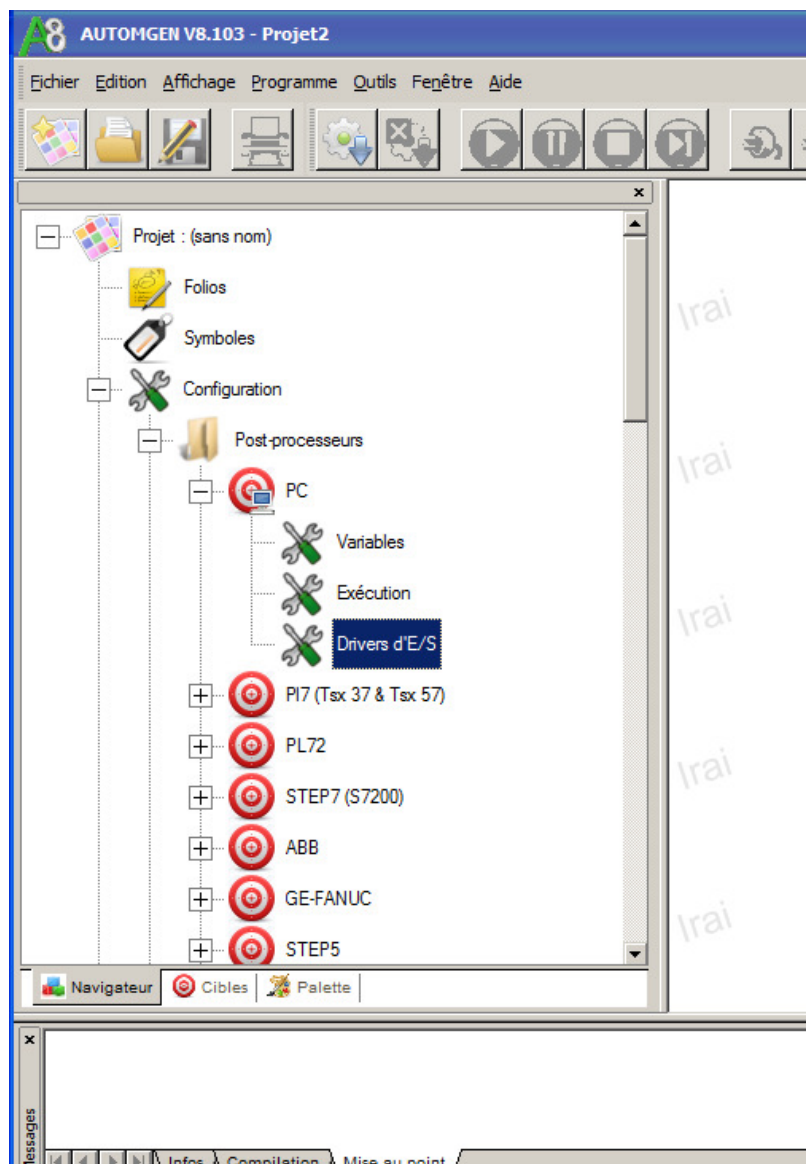 AUTOMGEN V8.103 - Projet2
Fichier Edition Affichage Programme Outils Fenêtre Aide
Projet : (sans nom)
Folios
Symboles
Configuration
Post-processeurs
PC
Variables
Exécution
Drivers d'E/S
PI7 (Tsx 37 & Tsx 57)
PL72
STEP7 (S7200)
ABB
GE-FANUC
STEP5
Navigateur Cibles Palette
Irai
Irai
Irai
Irai
Irai
Messages
Infos Compilation Mise au point